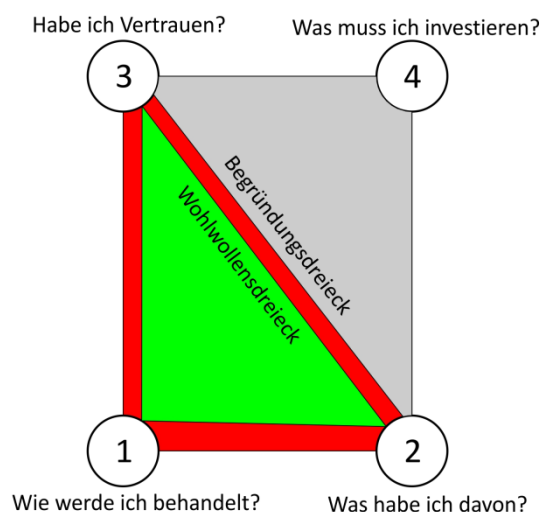 Habe ich Vertrauen?
Was muss ich investieren?
3
4
Begründungsdreieck
Wohlwollensdreieck
1
2
Wie werde ich behandelt?
Was habe ich davon?